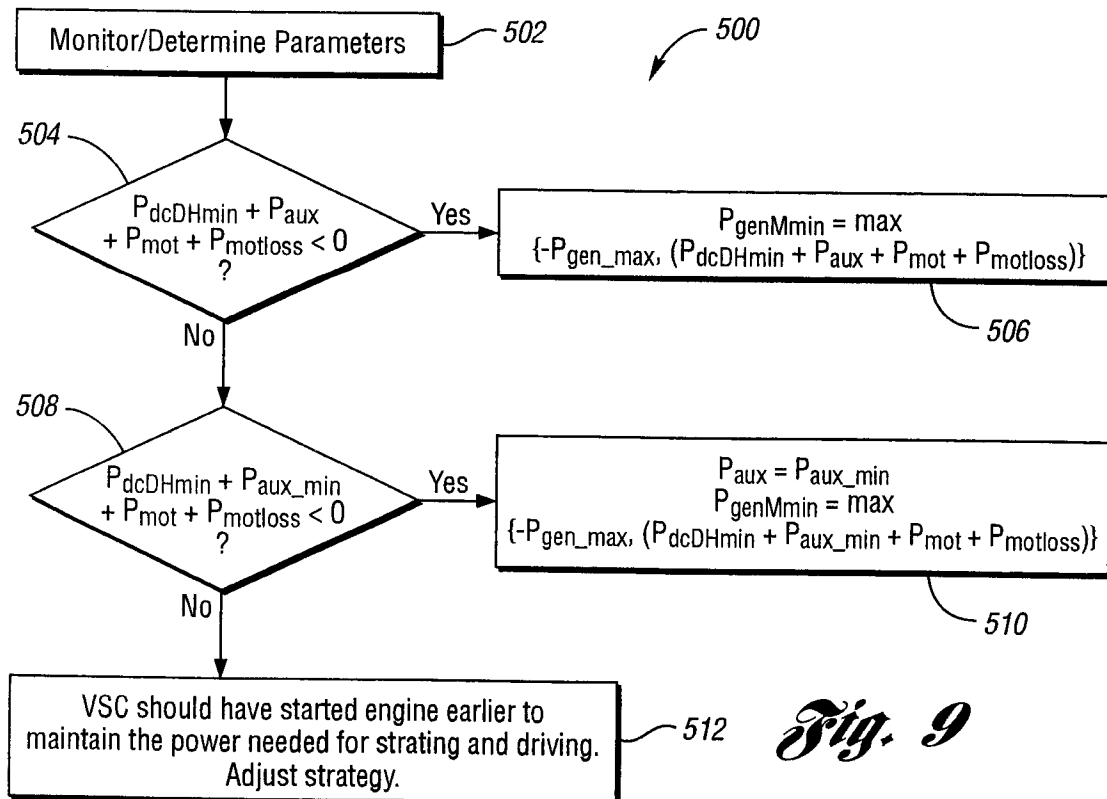 Monitor/Determine Parameters
502
500
504
PdcDHmin + Paux
+ Pmot + Pmotloss < 0
?
Yes
PgenMmin = max
{-Pgen_max, (PdcDHmin + Paux + Pmot + Pmotloss)}
506
No
508
PdcDHmin + Paux_min
+ Pmot + Pmotloss < 0
?
Yes
Paux = Paux_min
PgenMmin = max
{-Pgen_max, (PdcDHmin + Paux_min + Pmot + Pmotloss)}
510
No
VSC should have started engine earlier to
maintain the power needed for strating and driving.
Adjust strategy.
512
Fig. 9